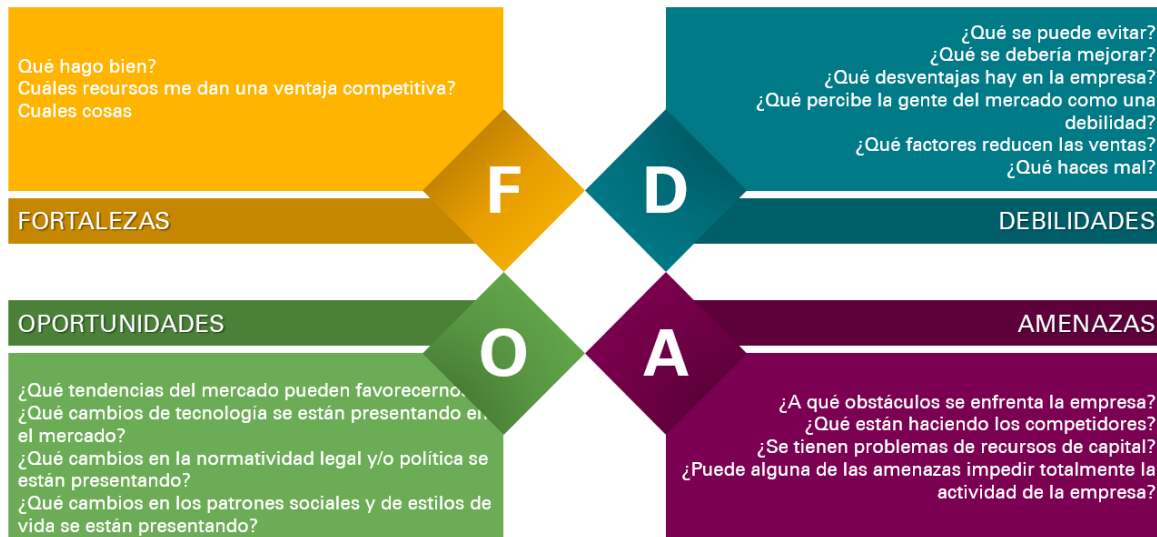 Qué hago bien?
Cuáles recursos me dan una ventaja competitiva?
Cuales cosas
F
FORTALEZAS
¿Qué se puede evitar?
¿Qué se debería mejorar?
¿Qué desventajas hay en la empresa?
¿Qué percibe la gente del mercado como una
debilidad?
¿Qué factores reducen las ventas?
¿Qué haces mal?
D
DEBILIDADES
OPORTUNIDADES
O
¿Qué tendencias del mercado pueden
¿Qué cambios de tecnología se están presentando en
el mercado?
¿Qué cambios en la normatividad legal y/o política se
están presentando?
¿Qué cambios en los patrones sociales y de estilos de
vida se están presentando?
AMENAZAS
A
¿A qué obstáculos se enfrenta la empresa?
¿Qué están haciendo los competidores?
¿Se tienen problemas de recursos de capital?
¿Puede alguna de las amenazas impedir totalmente la
actividad de la empresa?